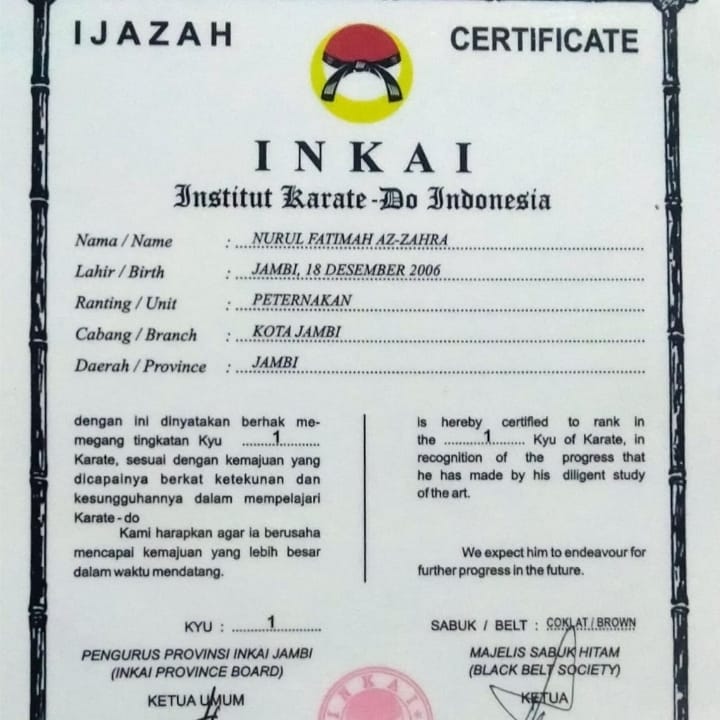 IJAZAH
CERTIFICATE
INKAI
Institut Karate-Do Indonesia
Nama / Name : NURUL FATIMAH AZ-ZAHRA
Lahir / Birth : JAMBI, 18 DESEMBER 2006
Ranting / Unit : PETERNAKAN
Cabang / Branch : KOTA JAMBI
Daerah / Province : JAMBI
dengan ini dinyatakan berhak me-
megang tingkatan Kyu ..........1..........
Karate, sesuai dengan kemajuan yang
dicapainya berkat ketekunan dan
kesungguhannya dalam mempelajari
Karate-do
Kami harapkan agar ia berusaha
mencapai kemajuan yang lebih besar
dalam waktu mendatang.
is hereby certified to rank in
the ..........1.......... Kyu of Karate, in
recognition of the progress that
he has made by his diligent study
of the art.
We expect him to endeavour for
further progress in the future.
KYU : ..........1..........
SABUK / BELT : COKLAT / BROWN
PENGURUS PROVINSI INKAI JAMBI
(INKAI PROVINCE BOARD)
KETUA UMUM
MAJELIS SABUK HITAM
(BLACK BELT SOCIETY)
KETUA
INKAI